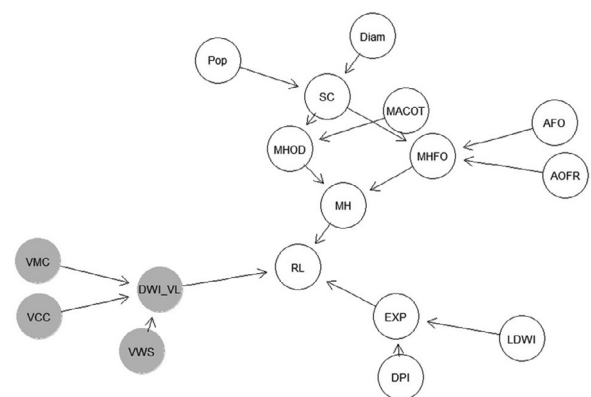 Diam
Pop
SC
MACOT
AFO
MHOD
MHFO
AOFR
MH
VMC
RL
DWI_VL
VCC
EXP
VWS
LDWI
DPI